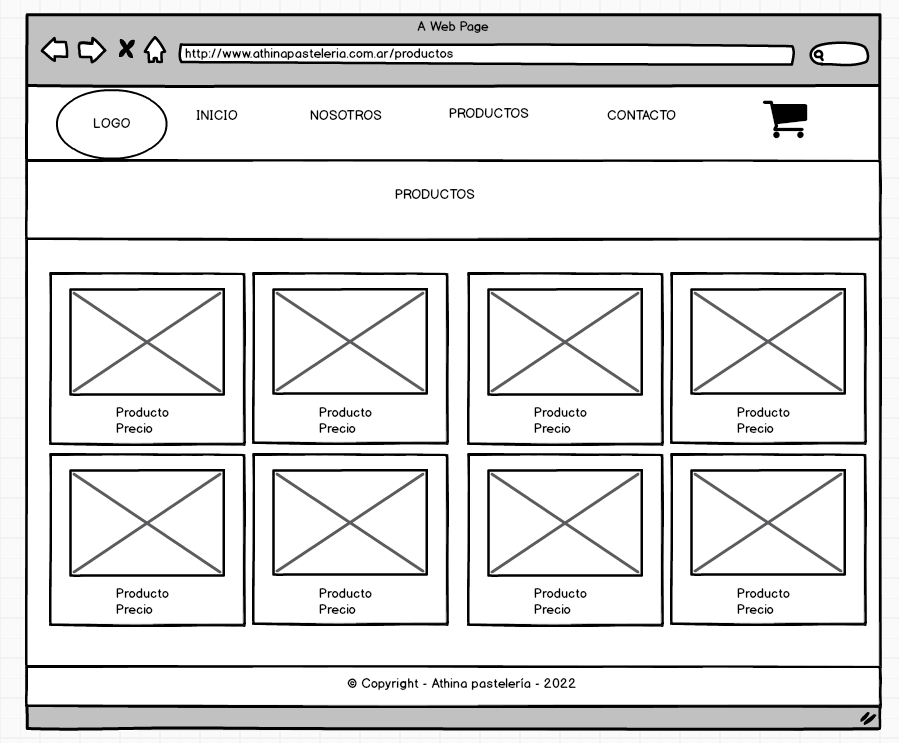 A Web Page
http://www.athinapasteleria.com.ar/productos
LOGO INICIO NOSOTROS PRODUCTOS CONTACTO
PRODUCTOS
Producto Producto Producto Producto
Precio Precio Precio Precio
Producto Producto Producto Producto
Precio Precio Precio Precio
© Copyright - Athina pastelería - 2022